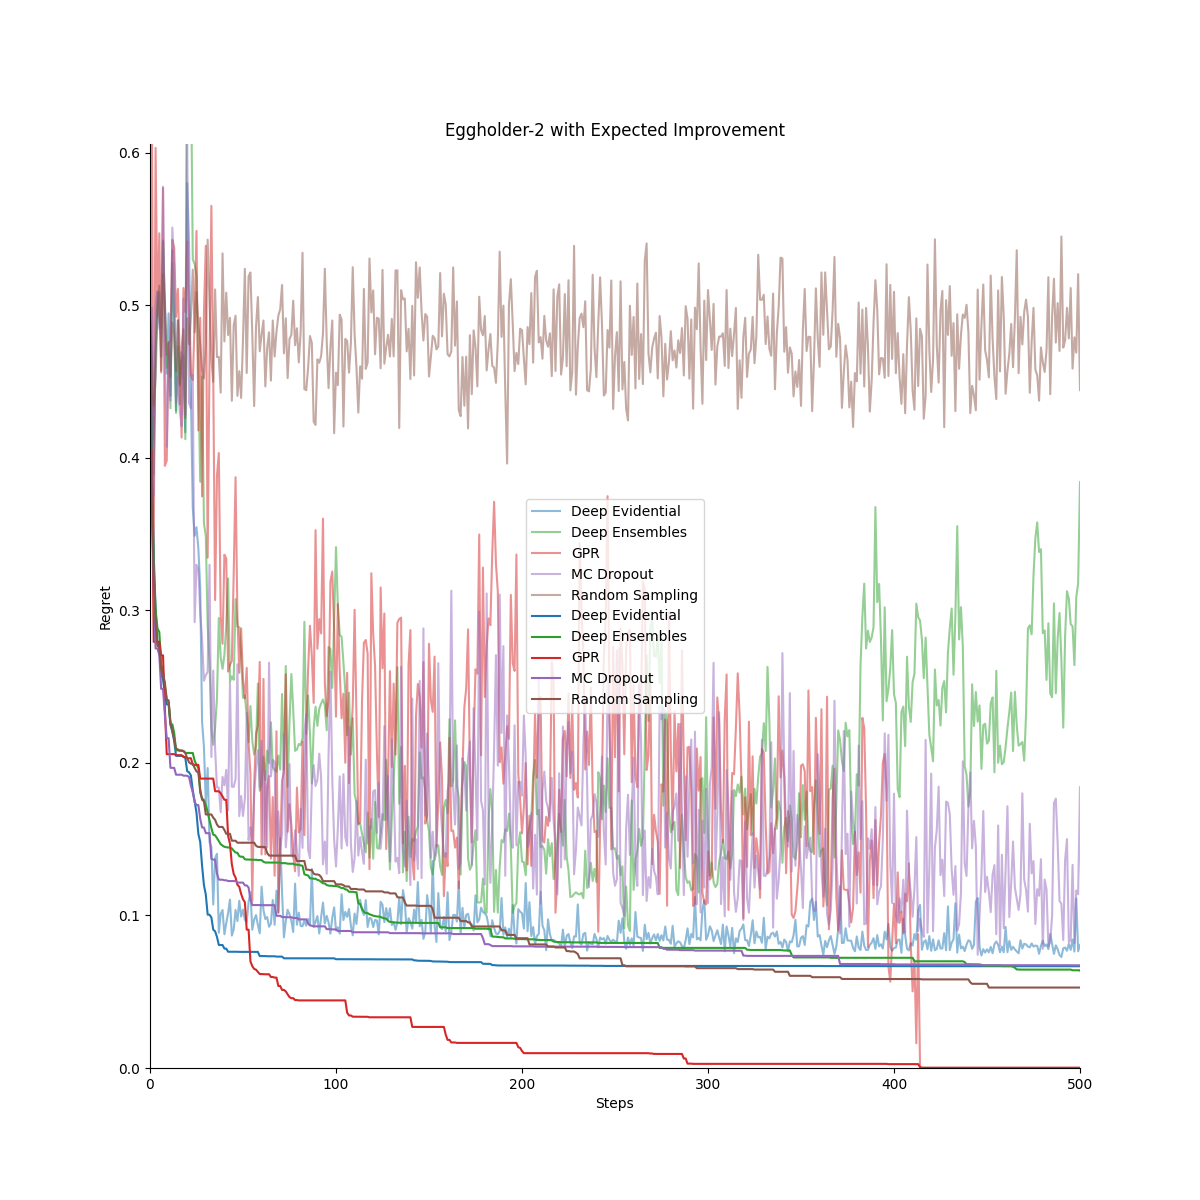 Eggholder-2 with Expected Improvement
0.6
0.5
0.4
0.3
0.2
0.1
0.0
Regret
Deep Evidential
Deep Ensembles
GPR
MC Dropout
Random Sampling
Deep Evidential
Deep Ensembles
GPR
MC Dropout
Random Sampling
0 100 200 300 400 500
Steps